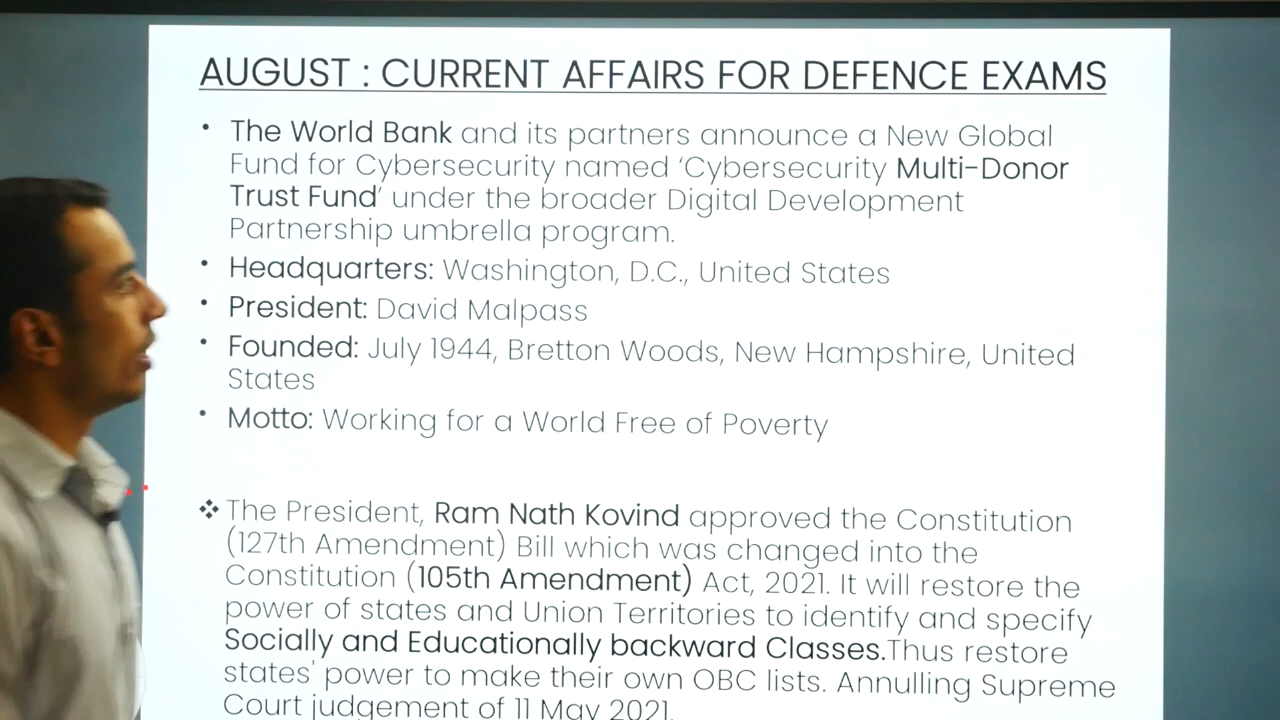 AUGUST : CURRENT AFFAIRS FOR DEFENCE EXAMS
• The World Bank and its partners announce a New Global
Fund for Cybersecurity named ‘Cybersecurity Multi-Donor
Trust Fund’ under the broader Digital Development
Partnership umbrella program.
• Headquarters: Washington, D.C., United States
• President: David Malpass
• Founded: July 1944, Bretton Woods, New Hampshire, United
States
• Motto: Working for a World Free of Poverty
❖ The President, Ram Nath Kovind approved the Constitution
(127th Amendment) Bill which was changed into the
Constitution (105th Amendment) Act, 2021. It will restore the
power of states and Union Territories to identify and specify
Socially and Educationally backward Classes.Thus restore
states' power to make their own OBC lists. Annulling Supreme
Court judgement of 11 May 2021.